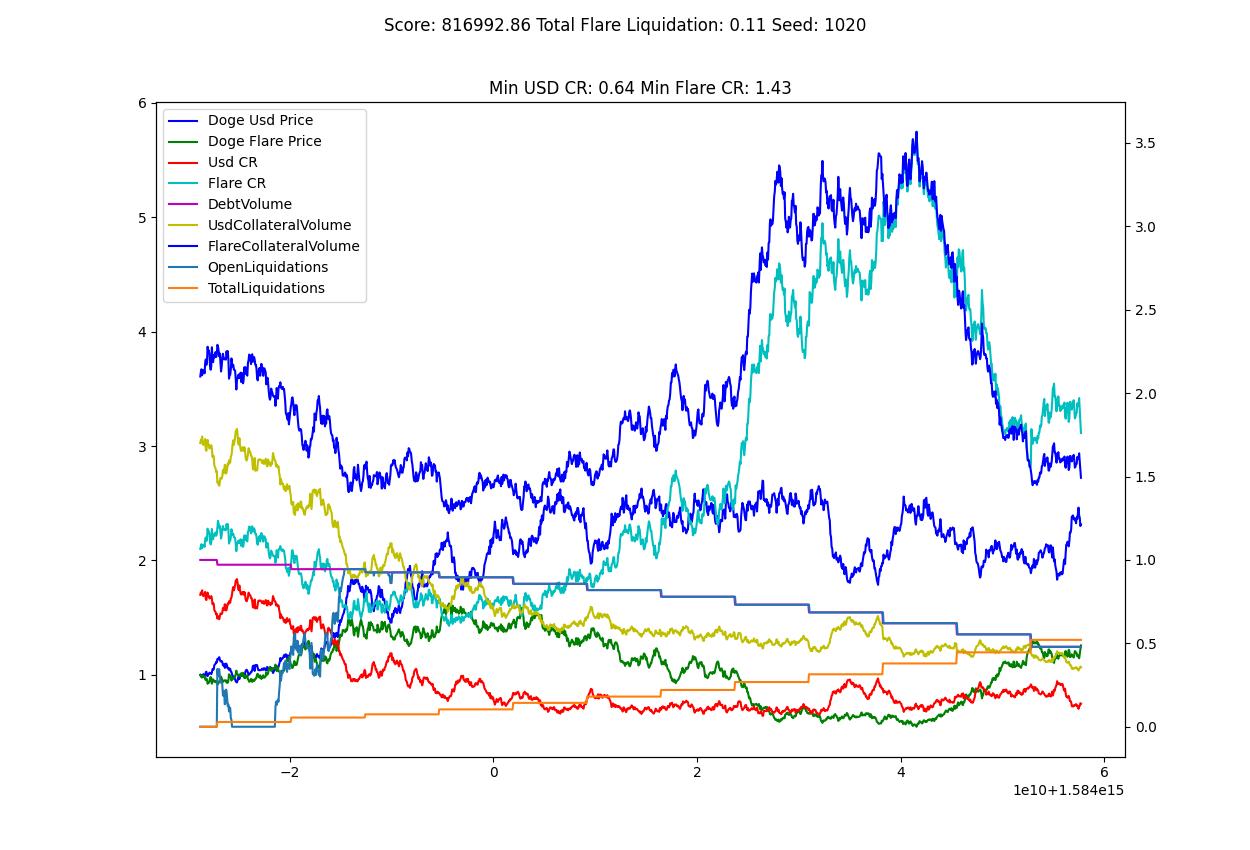 Score: 816992.86 Total Flare Liquidation: 0.11 Seed: 1020
Min USD CR: 0.64 Min Flare CR: 1.43
Doge Usd Price
Doge Flare Price
Usd CR
Flare CR
DebtVolume
UsdCollateralVolume
FlareCollateralVolume
OpenLiquidations
TotalLiquidations
6
5
4
3
2
1
3.5
3.0
2.5
2.0
1.5
1.0
0.5
0.0
−2
0
2
4
6
1e10+1.584e15